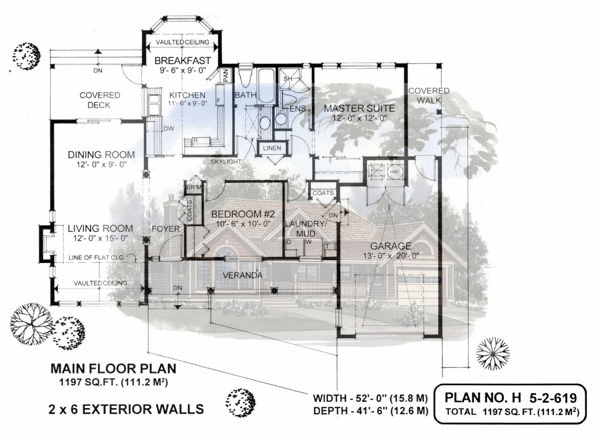 VAULTED CEILING
BREAKFAST
9'- 6" x 9'- 0"
DN
COVERED
DECK
KITCHEN
11'- 6" x 9'- 0"
PAN
DW
BATH
SH
ENS
LINEN
MASTER SUITE
12'- 0" x 12'- 0"
COVERED
WALK
DINING ROOM
12'- 0" x 9'- 0"
SKYLIGHT
COATS
BEDROOM #2
10'- 6" x 10'- 0"
COATS
DN
LIVING ROOM
12'- 0" x 15'- 0"
FOYER
LAUNDRY/
MUD
D W
GARAGE
13'- 0" x 20'- 0"
LINE OF FLAT CLG
VAULTED CEILING
VERANDA
DN
MAIN FLOOR PLAN
1197 SQ.FT. (111.2 M²)
2 x 6 EXTERIOR WALLS
WIDTH - 52'- 0" (15.8 M)
DEPTH - 41'- 6" (12.6 M)
PLAN NO. H 5-2-619
TOTAL 1197 SQ.FT. (111.2 M²)